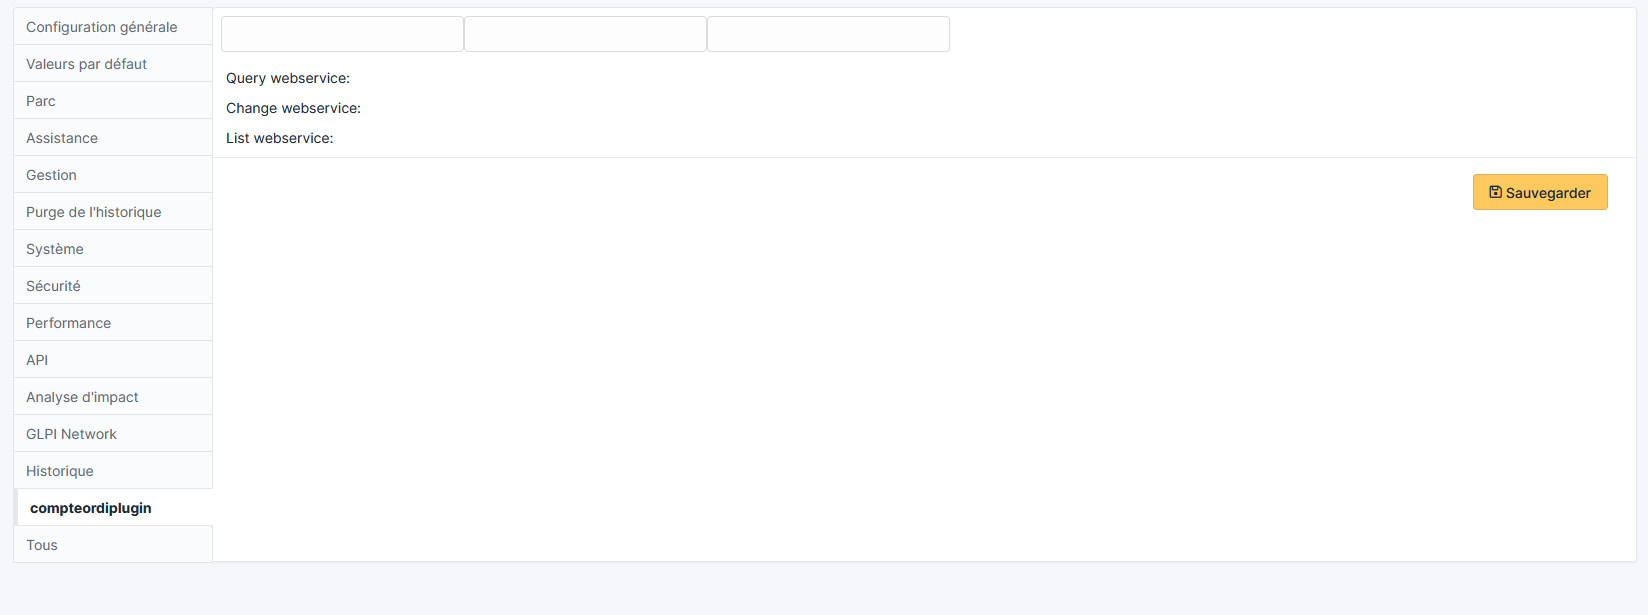 Configuration générale
Valeurs par défaut
Parc
Assistance
Gestion
Purge de l'historique
Système
Sécurité
Performance
API
Analyse d'impact
GLPI Network
Historique
compteordiplugin
Tous
Query webservice:
Change webservice:
List webservice:
Sauvegarder